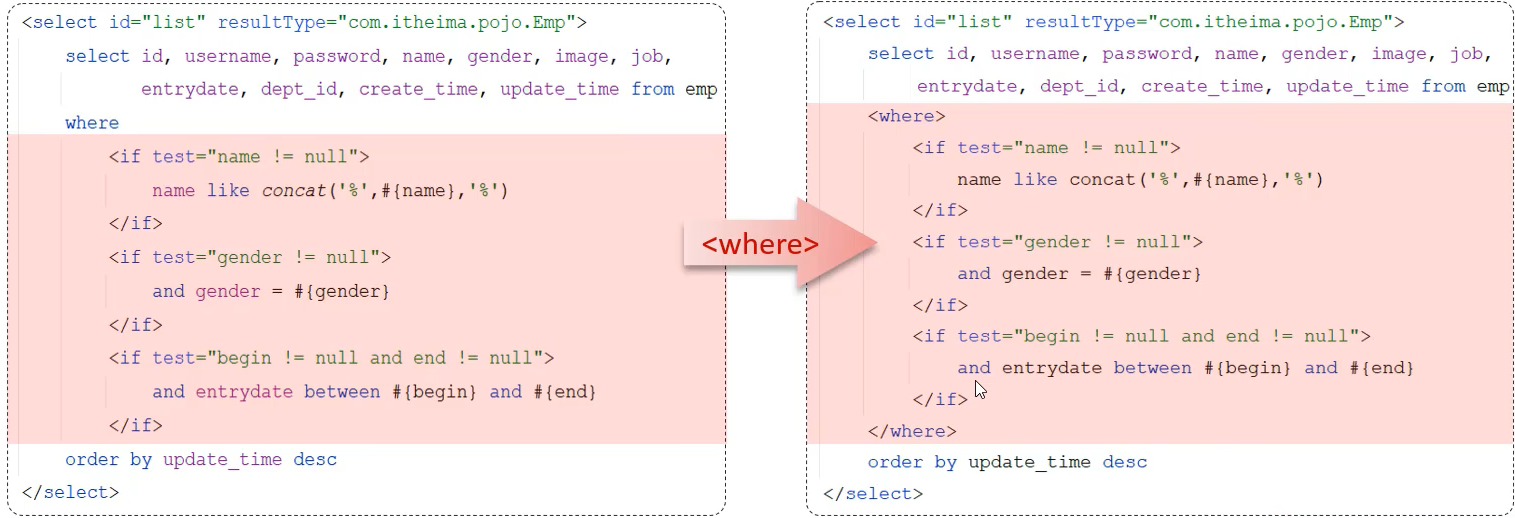 <select id="list" resultType="com.itheima.pojo.Emp">
select id, username, password, name, gender, image, job,
entrydate, dept_id, create_time, update_time from emp
where
<if test="name != null">
name like concat('%',#{name},'%')
</if>
<if test="gender != null">
and gender = #{gender}
</if>
<if test="begin != null and end != null">
and entrydate between #{begin} and #{end}
</if>
order by update_time desc
</select>
<where>
<select id="list" resultType="com.itheima.pojo.Emp">
select id, username, password, name, gender, image, job,
entrydate, dept_id, create_time, update_time from emp
<where>
<if test="name != null">
name like concat('%',#{name},'%')
</if>
<if test="gender != null">
and gender = #{gender}
</if>
<if test="begin != null and end != null">
and entrydate between #{begin} and #{end}
</if>
</where>
order by update_time desc
</select>